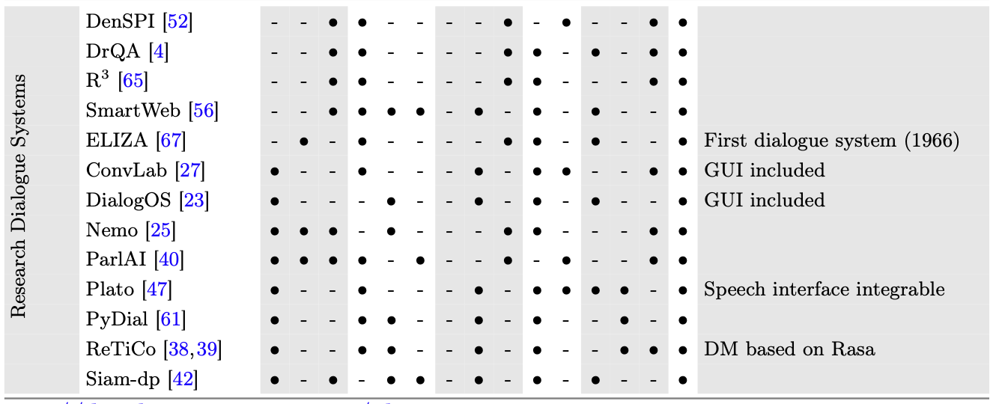 Research Dialogue Systems
DenSPI [52] - - ● ● - - - - ● - ● - - ● ●
DrQA [4] - - ● ● - - - - ● ● - ● - ● ●
R³ [65] - - ● ● - - - - ● ● - - - ● ●
SmartWeb [56] - - ● ● ● ● - ● - ● - ● - - ●
ELIZA [67] - ● - ● - - - - ● ● - ● - - ● First dialogue system (1966)
ConvLab [27] ● - - ● - - - ● - ● ● - - ● ● GUI included
DialogOS [23] ● - - - ● - - ● - ● - ● - - ● GUI included
Nemo [25] ● ● ● - ● - - - ● ● - - - ● ●
ParlAI [40] ● ● ● ● - ● - - ● - ● - - ● ●
Plato [47] ● - - ● - - - ● - ● ● ● ● - ● Speech interface integrable
PyDial [61] ● - - ● ● - - ● - ● - - ● - ●
ReTiCo [38,39] ● - - ● ● - - ● - ● - - ● ● ● DM based on Rasa
Siam-dp [42] ● - ● - ● ● - ● - ● - ● - - ●